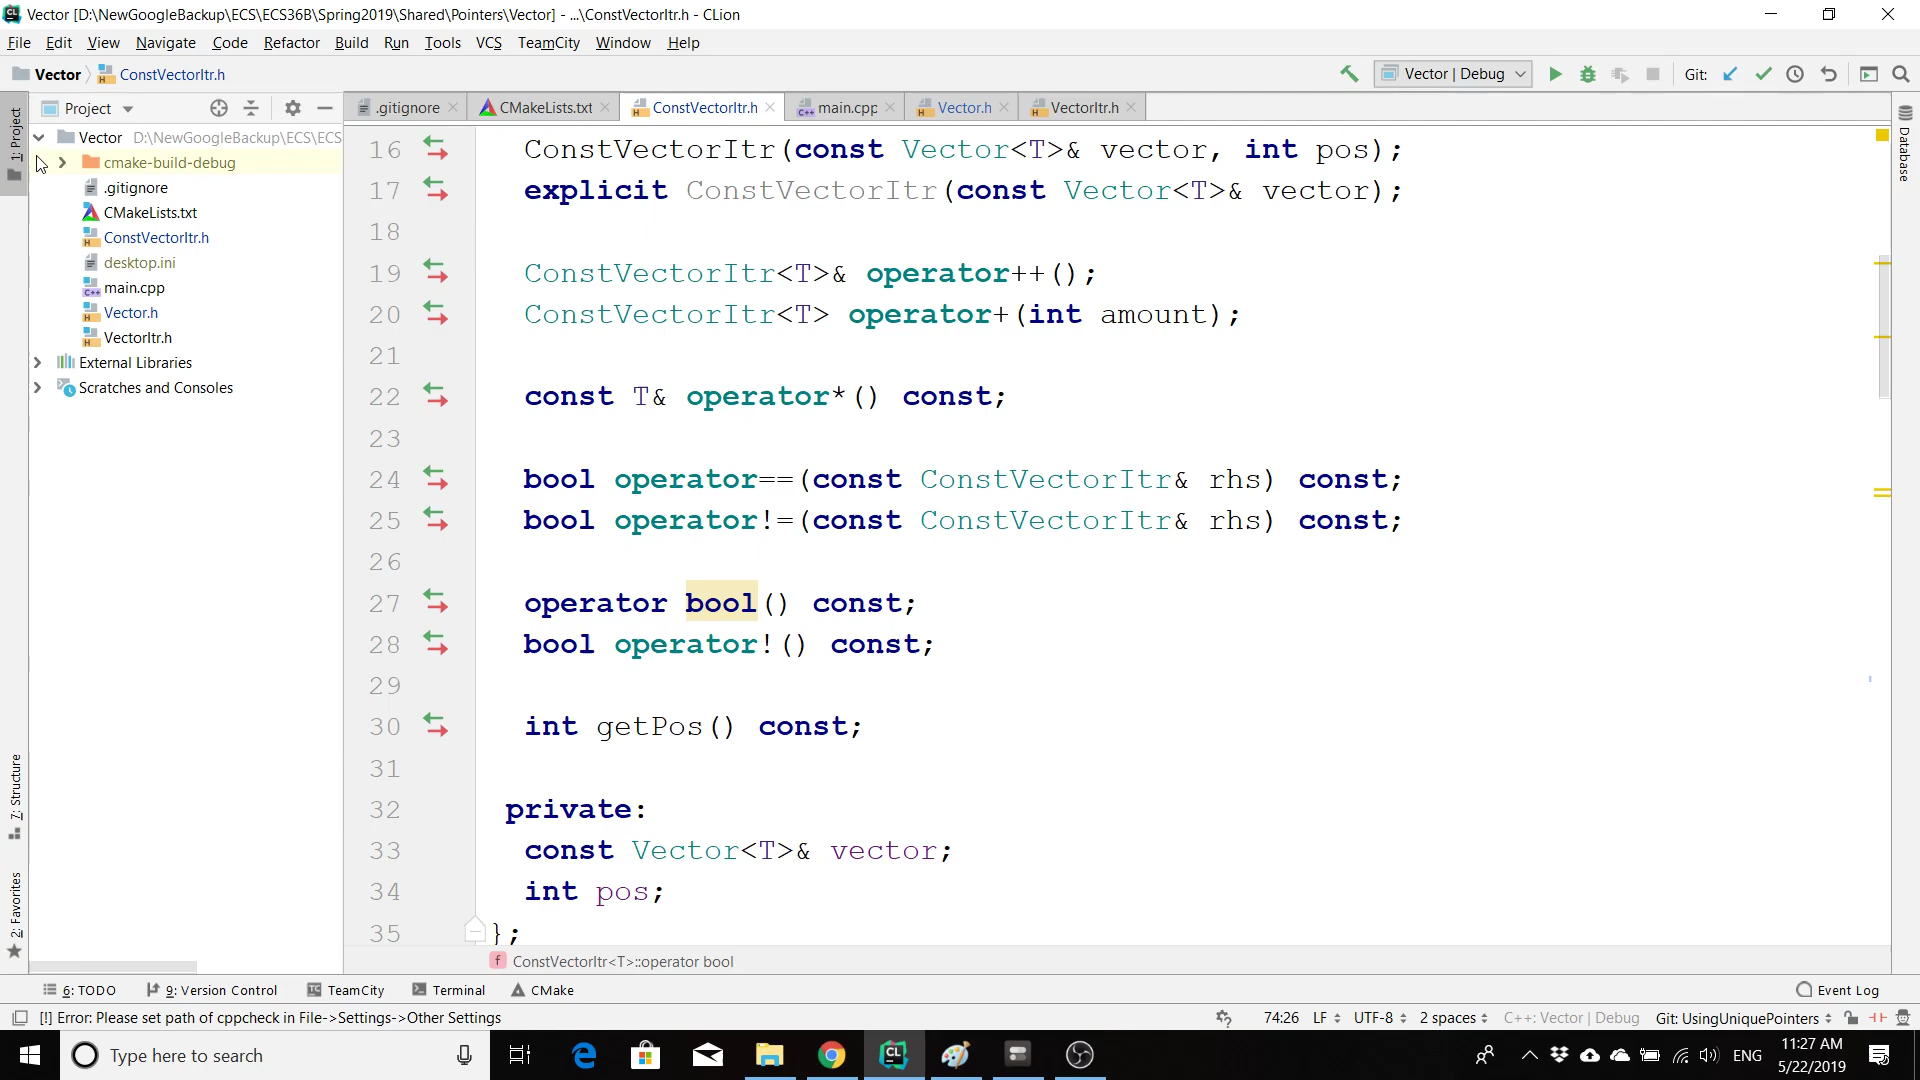 Vector [D:\NewGoogleBackup\ECS\ECS36B\Spring2019\Shared\Pointers\Vector] - ...\ConstVectorItr.h - CLion
File Edit View Navigate Code Refactor Build Run Tools VCS TeamCity Window Help
Vector ConstVectorItr.h Vector | Debug Git:
1: Project Project .gitignore CMakeLists.txt ConstVectorItr.h main.cpp Vector.h VectorItr.h Database
Vector D:\NewGoogleBackup\ECS\ECS
cmake-build-debug
.gitignore
CMakeLists.txt
ConstVectorItr.h
desktop.ini
main.cpp
Vector.h
VectorItr.h
External Libraries
Scratches and Consoles
7: Structure
2: Favorites
16 ConstVectorItr(const Vector<T>& vector, int pos);
17 explicit ConstVectorItr(const Vector<T>& vector);
18
19 ConstVectorItr<T>& operator++();
20 ConstVectorItr<T> operator+(int amount);
21
22 const T& operator*() const;
23
24 bool operator==(const ConstVectorItr& rhs) const;
25 bool operator!=(const ConstVectorItr& rhs) const;
26
27 operator bool() const;
28 bool operator!() const;
29
30 int getPos() const;
31
32 private:
33 const Vector<T>& vector;
34 int pos;
35 };
f ConstVectorItr<T>::operator bool
6: TODO 9: Version Control TeamCity Terminal CMake Event Log
[!] Error: Please set path of cppcheck in File->Settings->Other Settings 74:26 LF UTF-8 2 spaces C++: Vector | Debug Git: UsingUniquePointers
Type here to search ENG 11:27 AM
5/22/2019